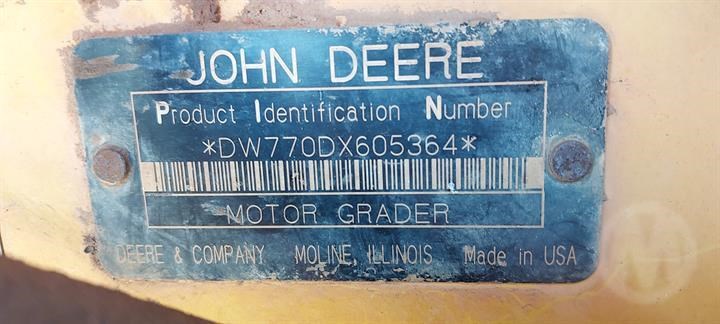 JOHN DEERE
Product Identification Number
*DW770DX605364*
MOTOR GRADER
DEERE & COMPANY MOLINE, ILLINOIS Made in USA